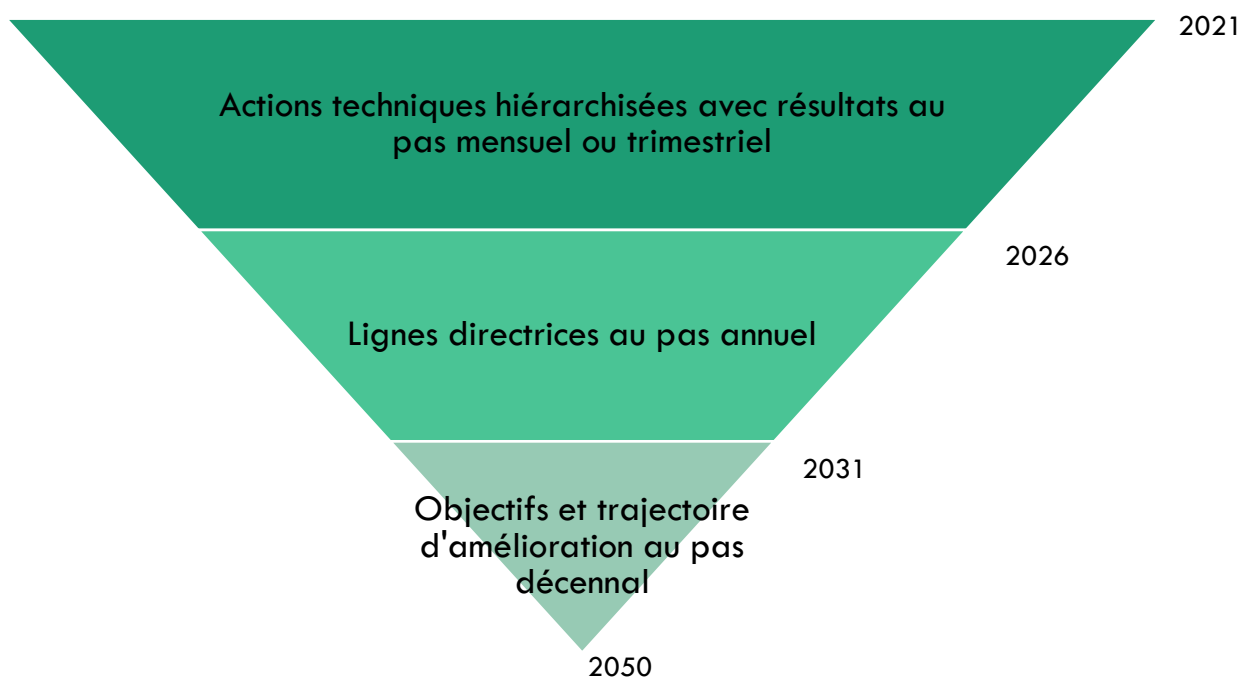 2021
Actions techniques hiérarchisées avec résultats au
pas mensuel ou trimestriel
2026
Lignes directrices au pas annuel
2031
Objectifs et trajectoire
d'amélioration au pas
décennal
2050